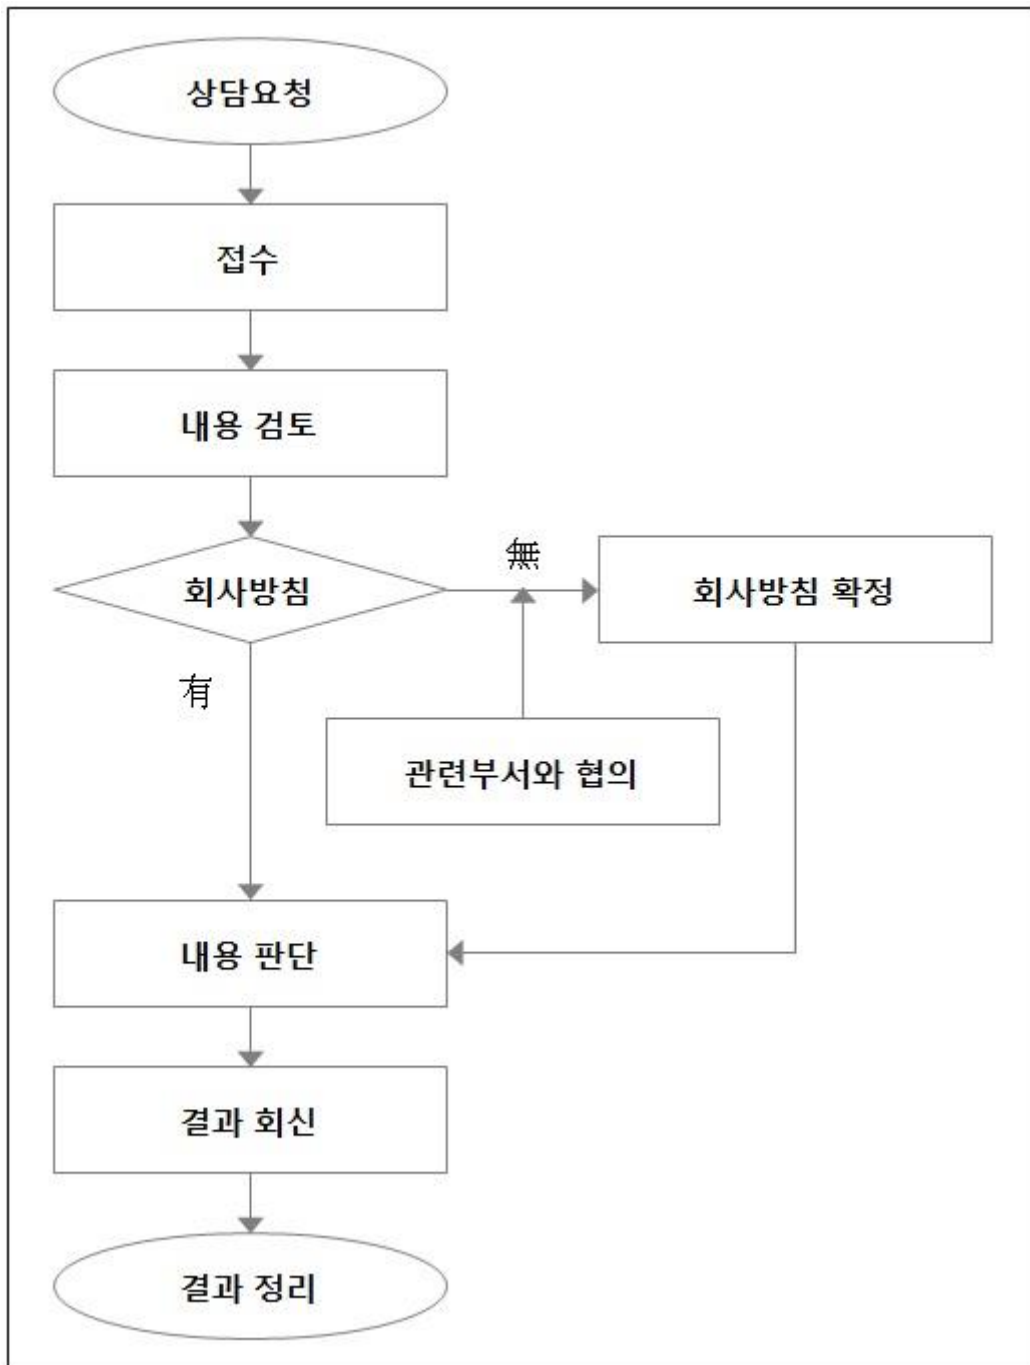 상담요청
접수
내용 검토
회사방침
無
회사방침 확정
有
관련부서와 협의
내용 판단
결과 회신
결과 정리